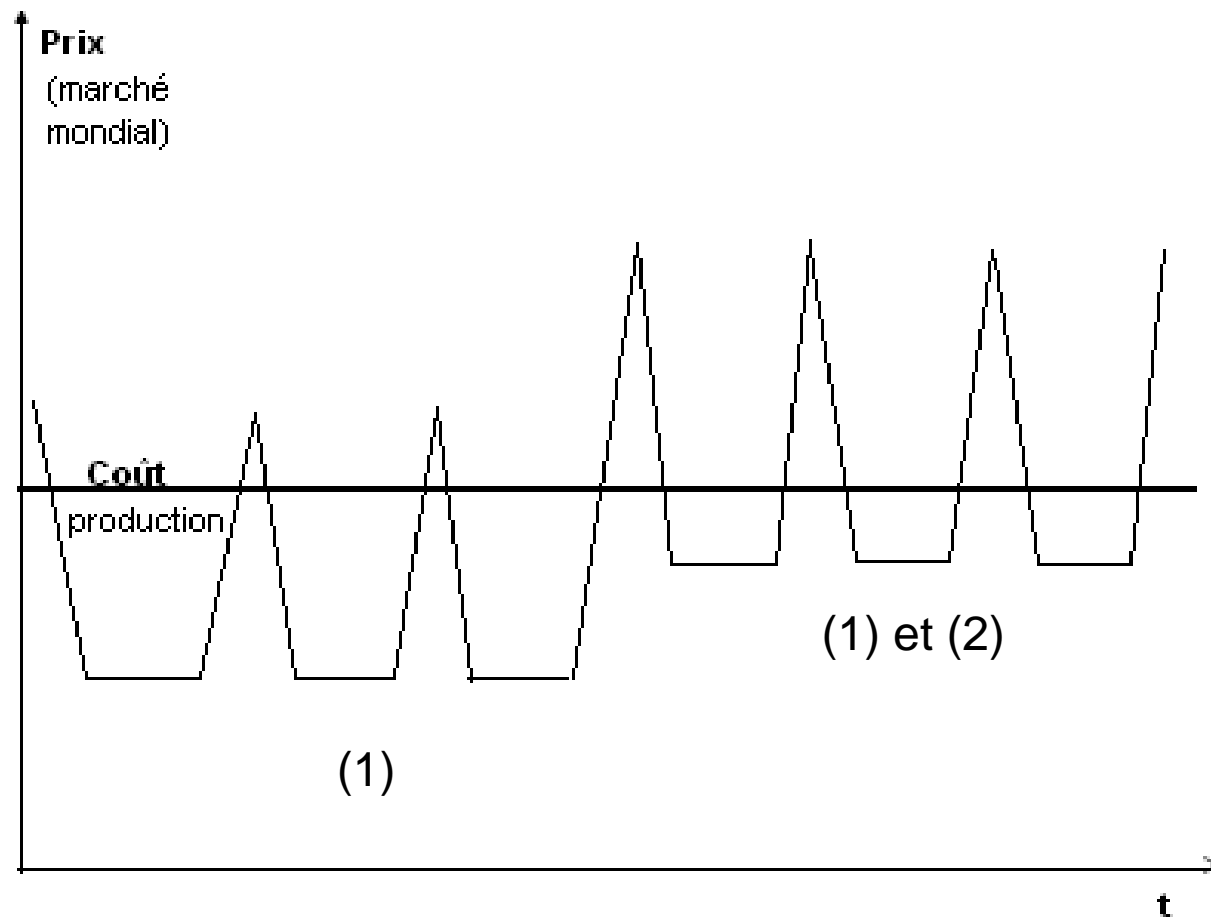 Prix
(marché
mondial)
Coût
production
(1) et (2)
(1)
t